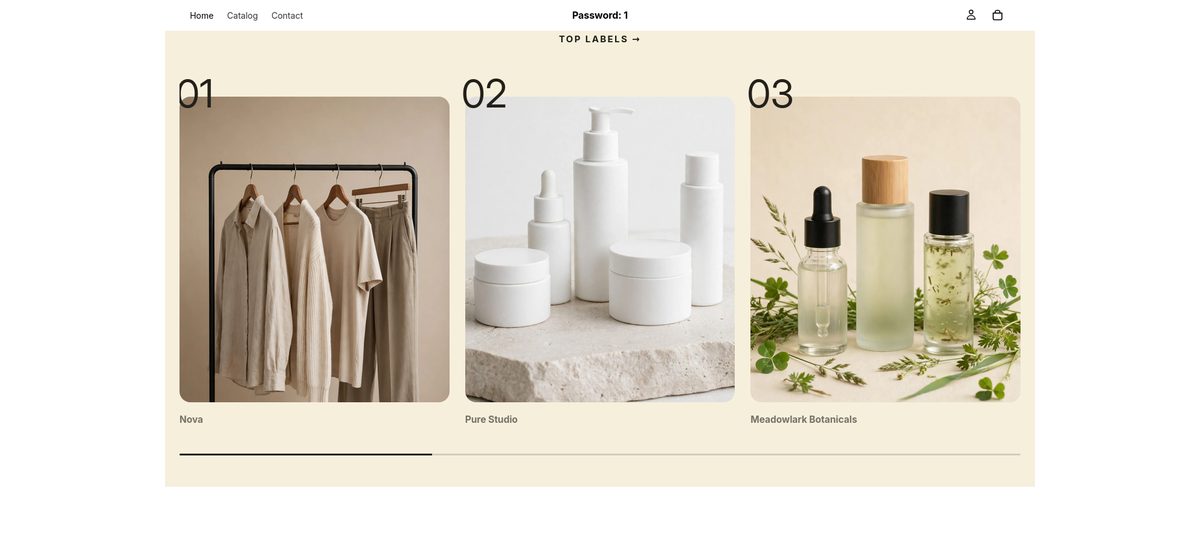 Home Catalog Contact Password: 1
TOP LABELS →
01 02 03
Nova Pure Studio Meadowlark Botanicals